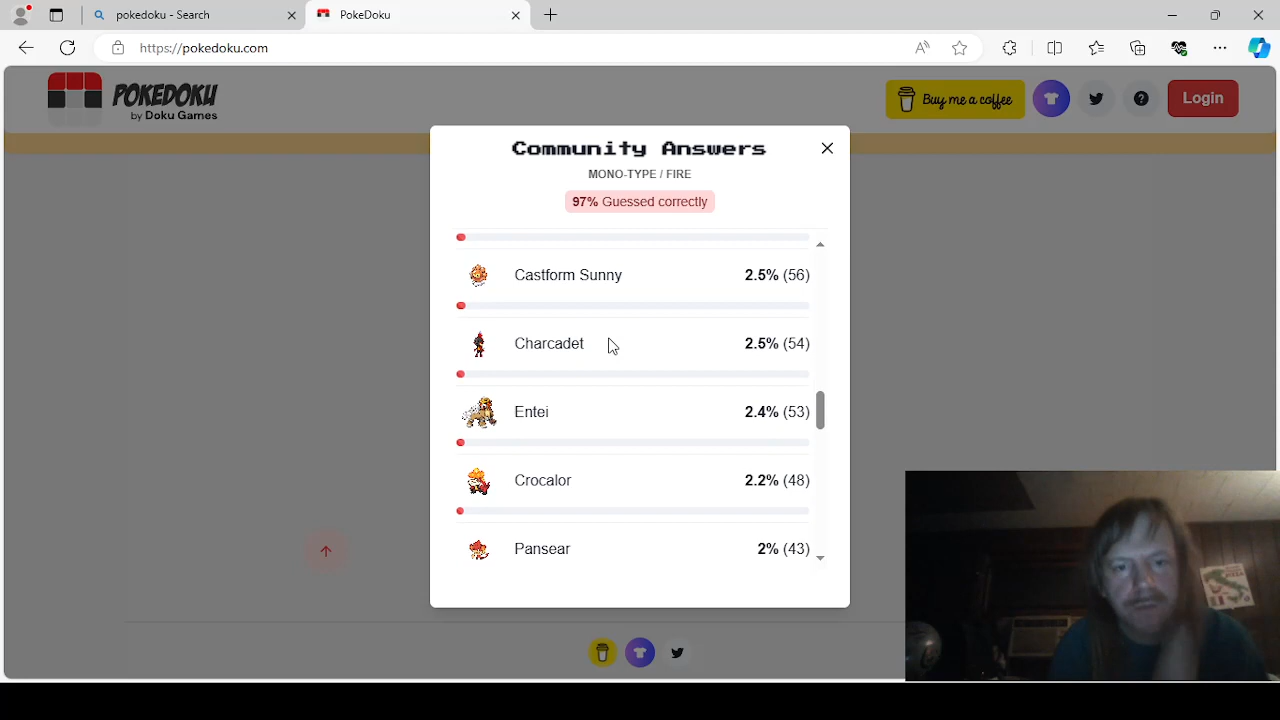 pokedoku - Search
PokeDoku
https://pokedoku.com
POKEDOKU
by Doku Games
Buy me a coffee
Login
Community Answers
MONO-TYPE / FIRE
97% Guessed correctly
Castform Sunny 2.5% (56)
Charcadet 2.5% (54)
Entei 2.4% (53)
Crocalor 2.2% (48)
Pansear 2% (43)